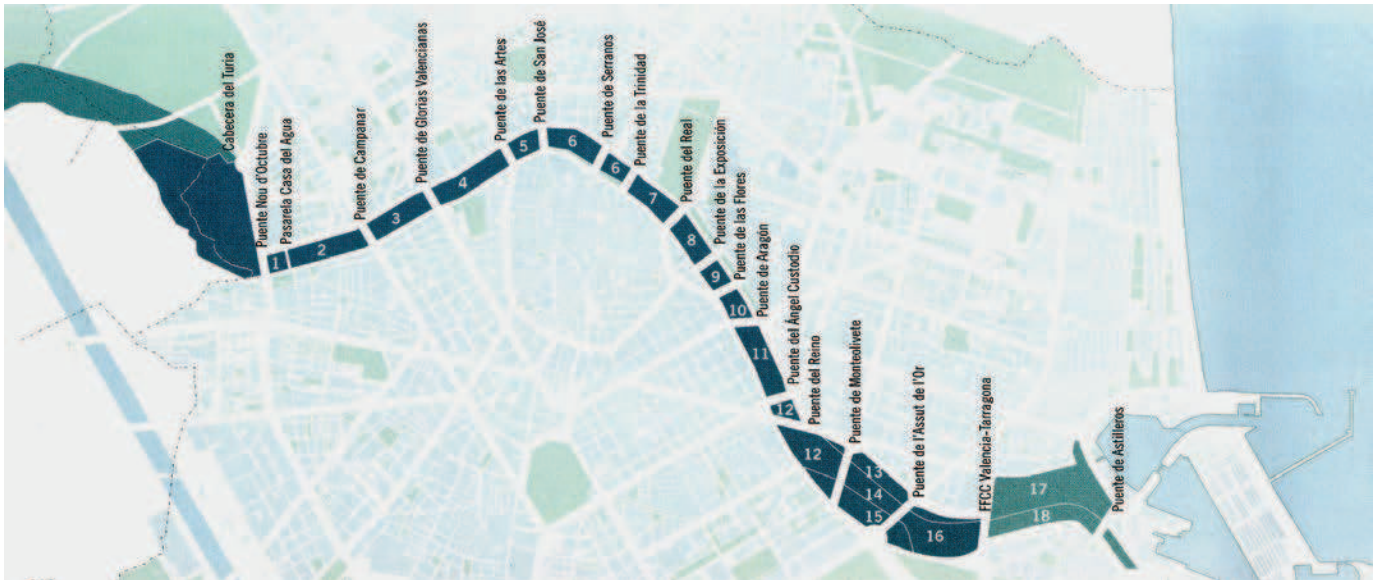 Cabecera del Turia
Puente Nou d'Octubre
Pasarela Casa del Agua
Puente de Campanar
Puente de Glorias Valencianas
Puente de las Artes
Puente de San José
Puente de Serranos
Puente de la Trinidad
Puente del Real
Puente de la Exposición
Puente de las Flores
Puente de Aragón
Puente del Ángel Custodio
Puente del Reino
Puente de Monteolivete
Puente de l'Assut de l'Or
FFCC Valencia-Tarragona
Puente de Astilleros
1
2
3
4
5
6
6
7
8
9
10
11
12
12
13
14
15
16
17
18